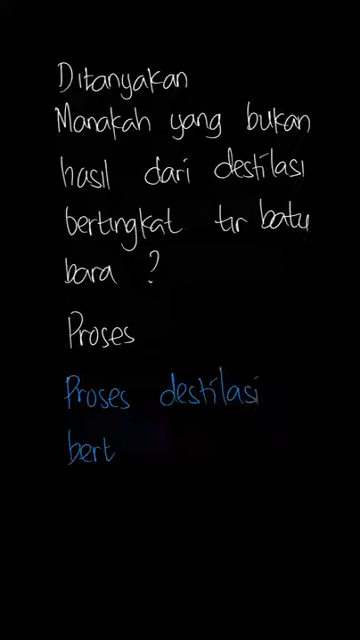 Ditanyakan
Manakah yang bukan
hasil dari destilasi
bertingkat tir batu
bara ?
Proses
Proses destilasi
bert